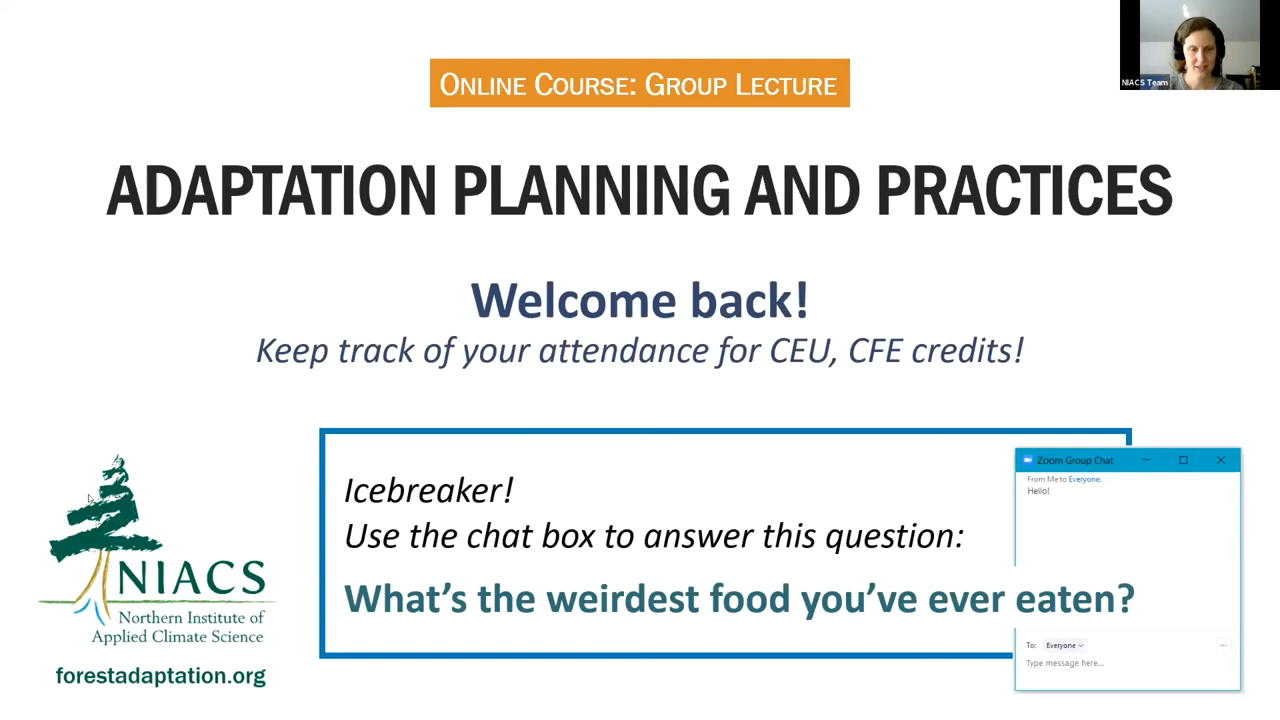 NIACS Team
ONLINE COURSE: GROUP LECTURE
ADAPTATION PLANNING AND PRACTICES
Welcome back!
Keep track of your attendance for CEU, CFE credits!
Icebreaker!
Use the chat box to answer this question:
What's the weirdest food you've ever eaten?
Zoom Group Chat
From Me to Everyone:
Hello!
To: Everyone
Type message here...
NIACS
Northern Institute of
Applied Climate Science
forestadaptation.org